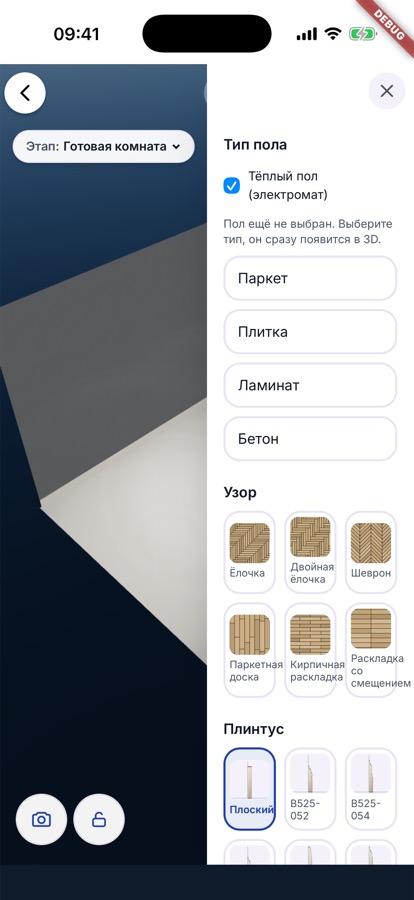 09:41
DEBUG
Этап: Готовая комната
Тип пола
Тёплый пол
(электромат)
Пол ещё не выбран. Выберите
тип, он сразу появится в 3D.
Паркет
Плитка
Ламинат
Бетон
Узор
Ёлочка
Двойная
ёлочка
Шеврон
Паркетная
доска
Кирпичная
раскладка
Раскладка
со
смещением
Плинтус
Плоский
B525-
052
B525-
054